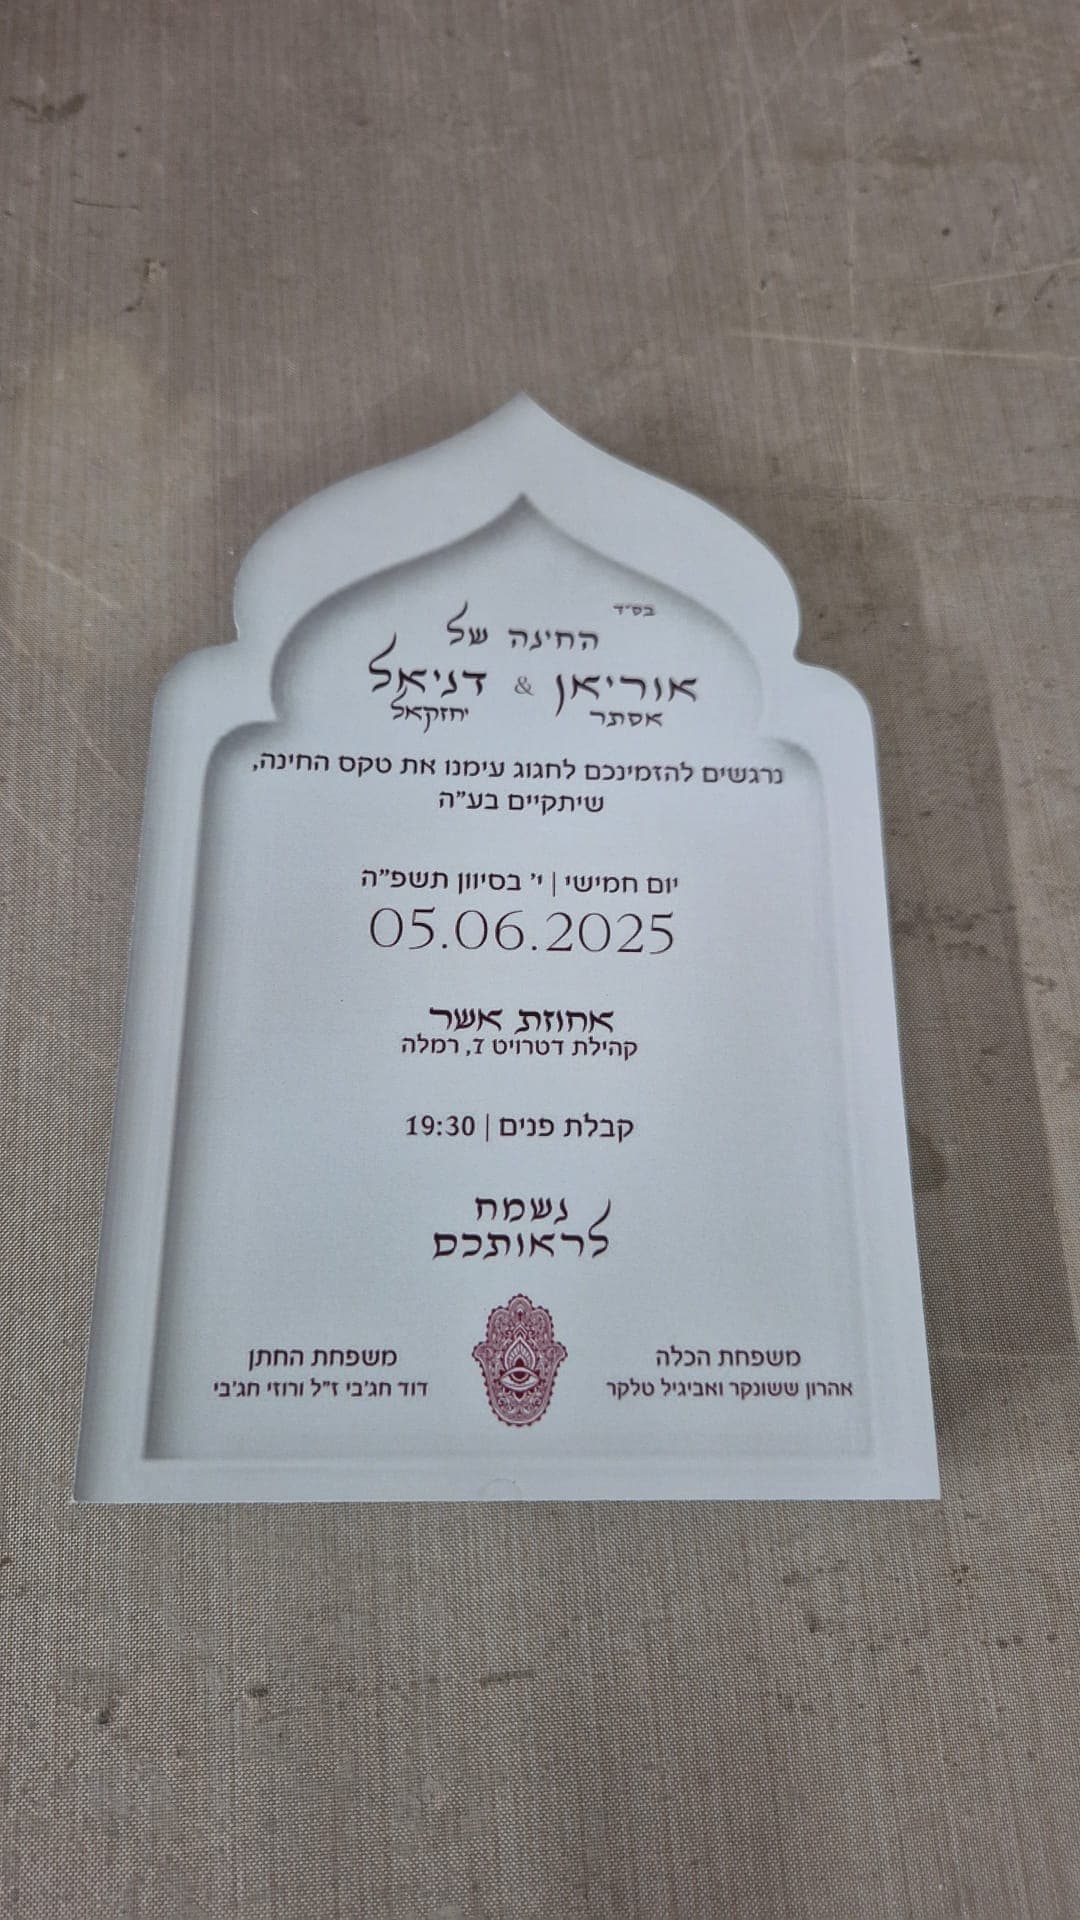 בס״ד
החינה של
אוריאן & דניאל
אסתר יחזקאל
נרגשים להזמינכם לחגוג עימנו את טקס החינה,
שיתקיים בע״ה
יום חמישי | י׳ בסיוון תשפ״ה
05.06.2025
אחוזת אשר
קהילת דטרויט 7, רמלה
קבלת פנים | 19:30
נשמח
לראותכם
משפחת הכלה
אהרון ששונקר ואביגיל טלקר
משפחת החתן
דוד חג׳בי ז״ל ורוזי חג׳בי